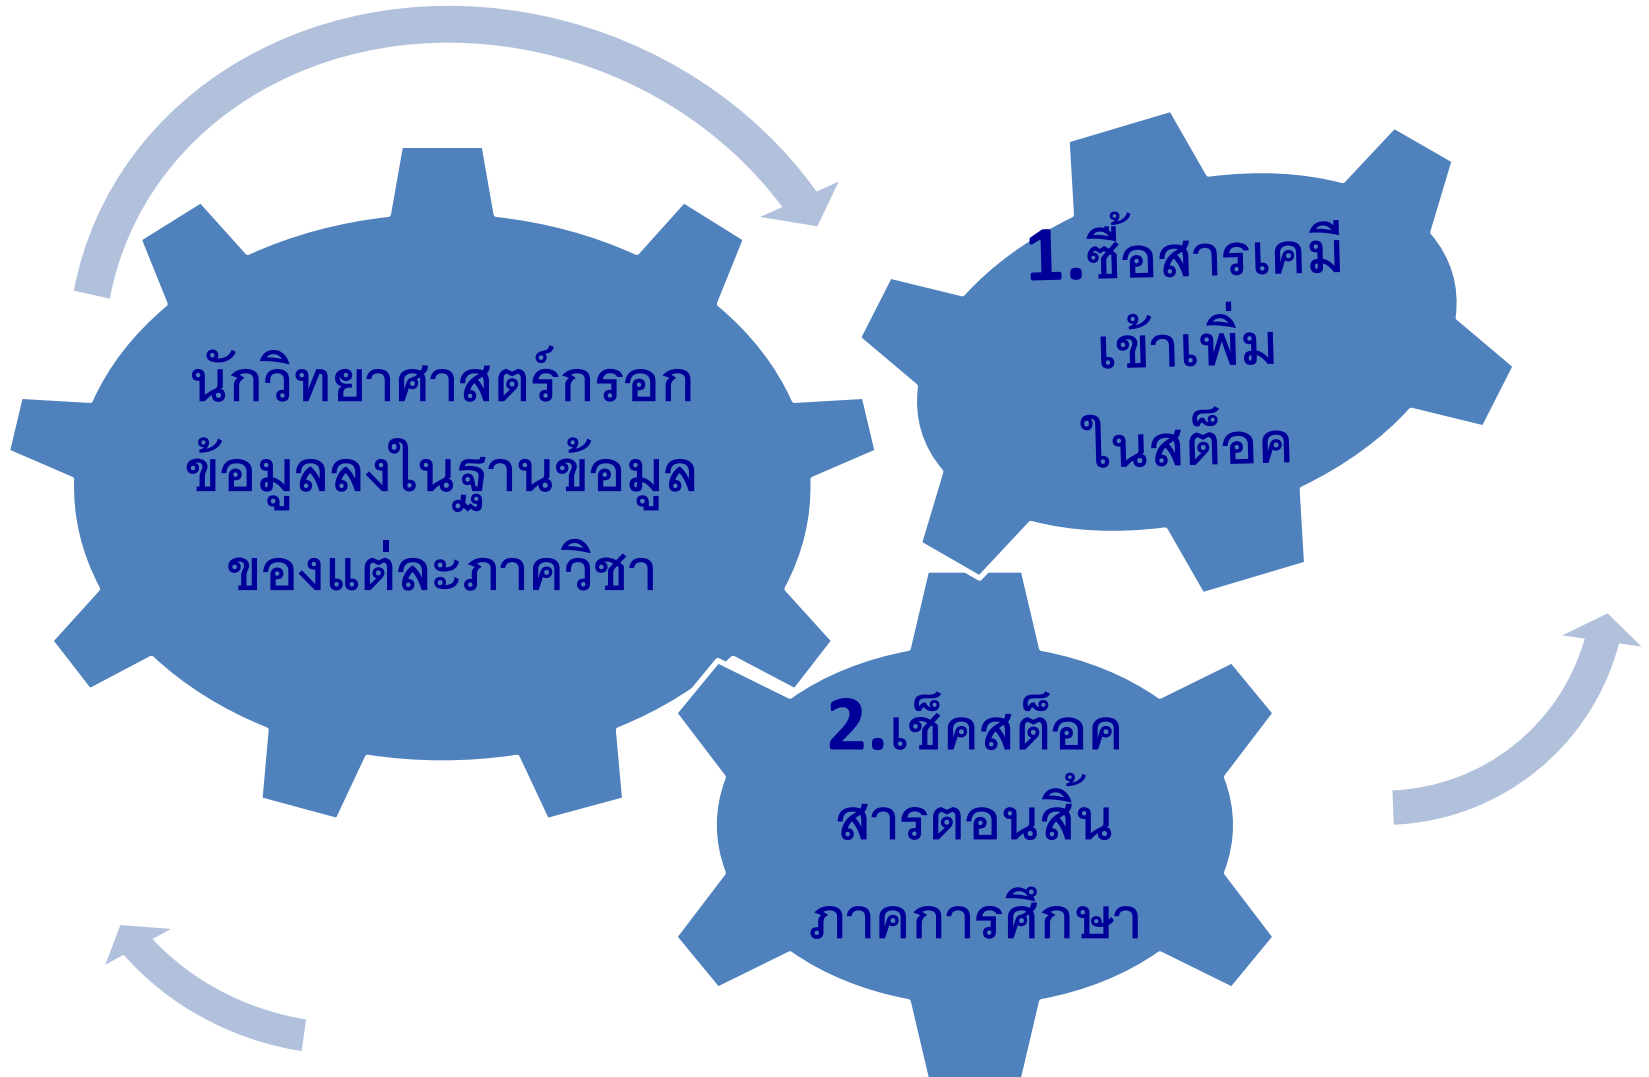 นักวิทยาศาสตร์กรอก
ข้อมูลลงในฐานข้อมูล
ของแต่ละภาควิชา
1.ซื้อสารเคมี
เข้าเพิ่ม
ในสต็อค
2.เช็คสต็อค
สารตอนสิ้น
ภาคการศึกษา